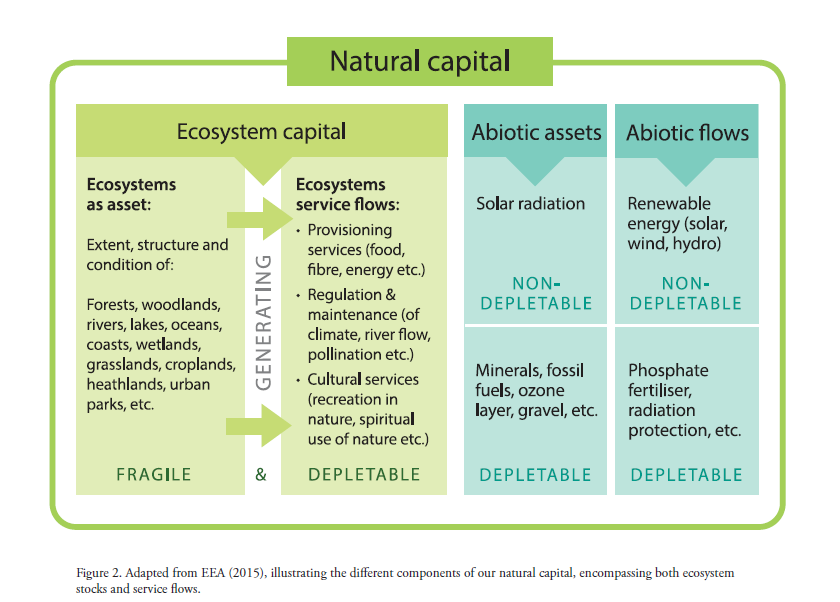 Natural capital
Ecosystem capital
Ecosystems
as asset:
Extent, structure and
condition of:
Forests, woodlands,
rivers, lakes, oceans,
coasts, wetlands,
grasslands, croplands,
heathlands, urban
parks, etc.
FRAGILE
GENERATING
&
Ecosystems
service flows:
• Provisioning
services (food,
fibre, energy etc.)
• Regulation &
maintenance (of
climate, river flow,
pollination etc.)
• Cultural services
(recreation in
nature, spiritual
use of nature etc.)
DEPLETABLE
Abiotic assets
Solar radiation
NON-
DEPLETABLE
Minerals, fossil
fuels, ozone
layer, gravel, etc.
DEPLETABLE
Abiotic flows
Renewable
energy (solar,
wind, hydro)
NON-
DEPLETABLE
Phosphate
fertiliser,
radiation
protection, etc.
DEPLETABLE
Figure 2. Adapted from EEA (2015), illustrating the different components of our natural capital, encompassing both ecosystem
stocks and service flows.